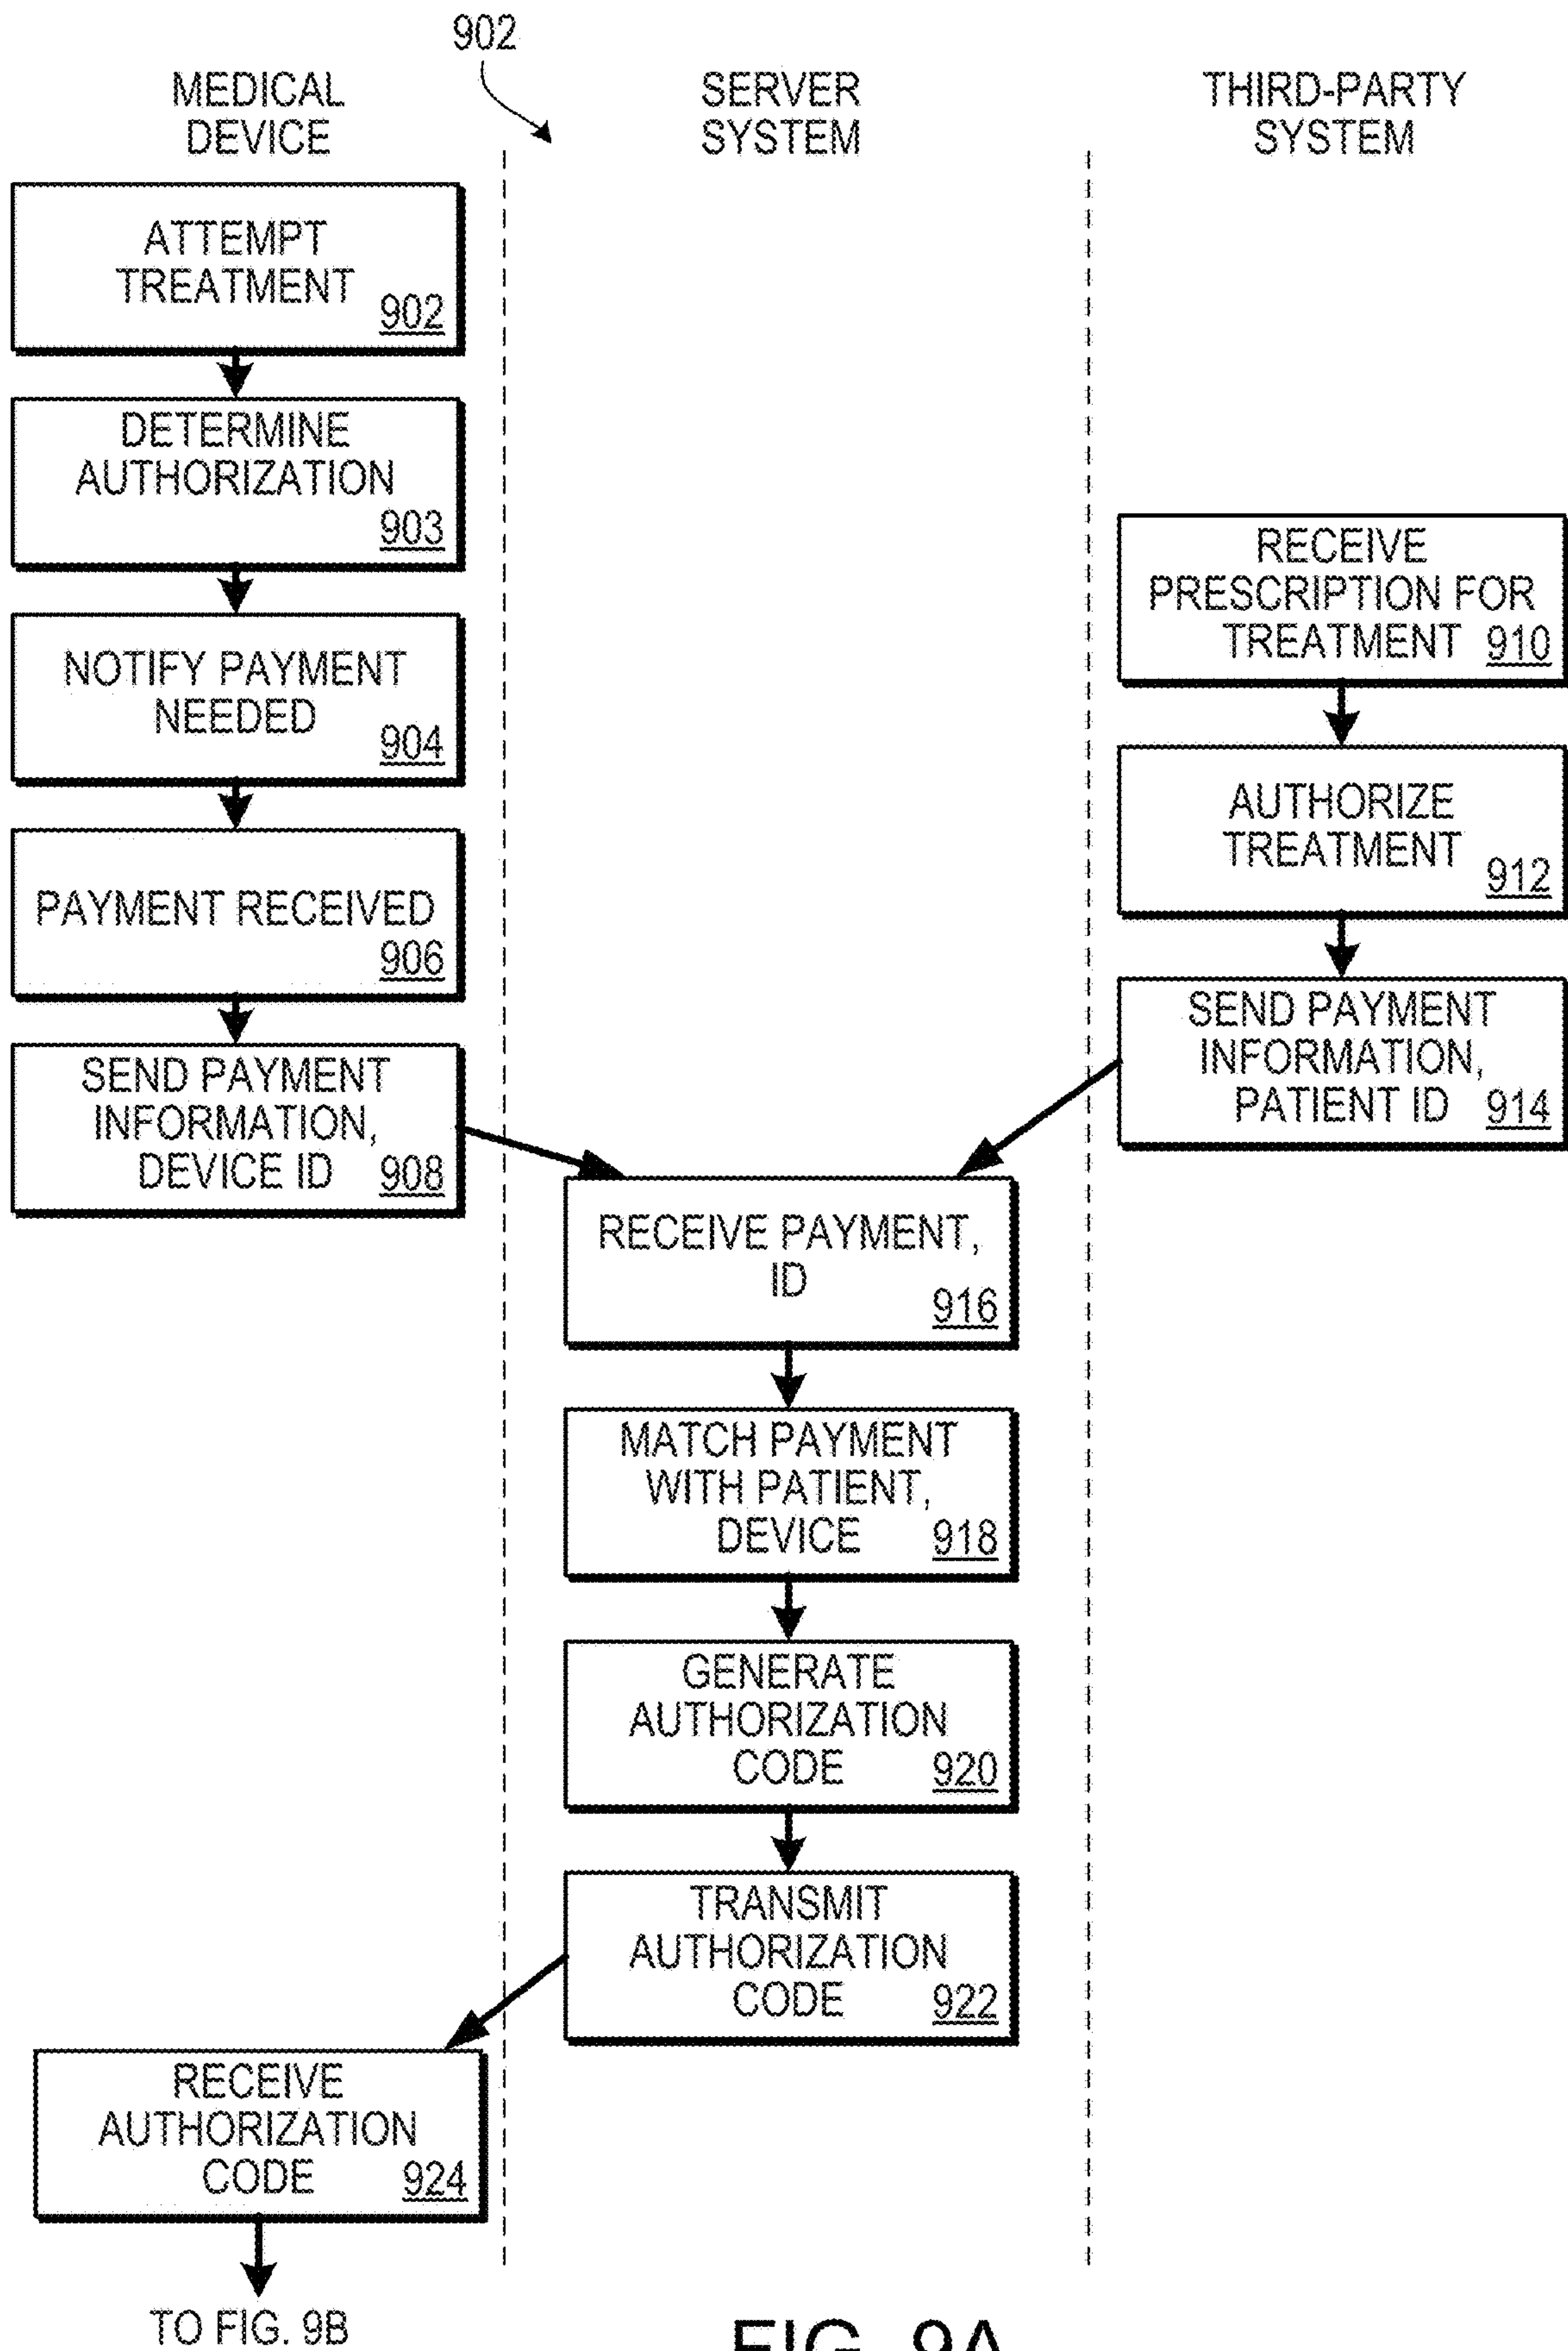 902
MEDICAL
DEVICE
SERVER
SYSTEM
THIRD-PARTY
SYSTEM
ATTEMPT
TREATMENT
902
DETERMINE
AUTHORIZATION
903
NOTIFY PAYMENT
NEEDED
904
PAYMENT RECEIVED
906
SEND PAYMENT
INFORMATION,
DEVICE ID 908
RECEIVE
PRESCRIPTION FOR
TREATMENT 910
AUTHORIZE
TREATMENT
912
SEND PAYMENT
INFORMATION,
PATIENT ID 914
RECEIVE PAYMENT,
ID
916
MATCH PAYMENT
WITH PATIENT,
DEVICE 918
GENERATE
AUTHORIZATION
CODE 920
TRANSMIT
AUTHORIZATION
CODE 922
RECEIVE
AUTHORIZATION
CODE 924
TO FIG. 9B
FIG. 9A